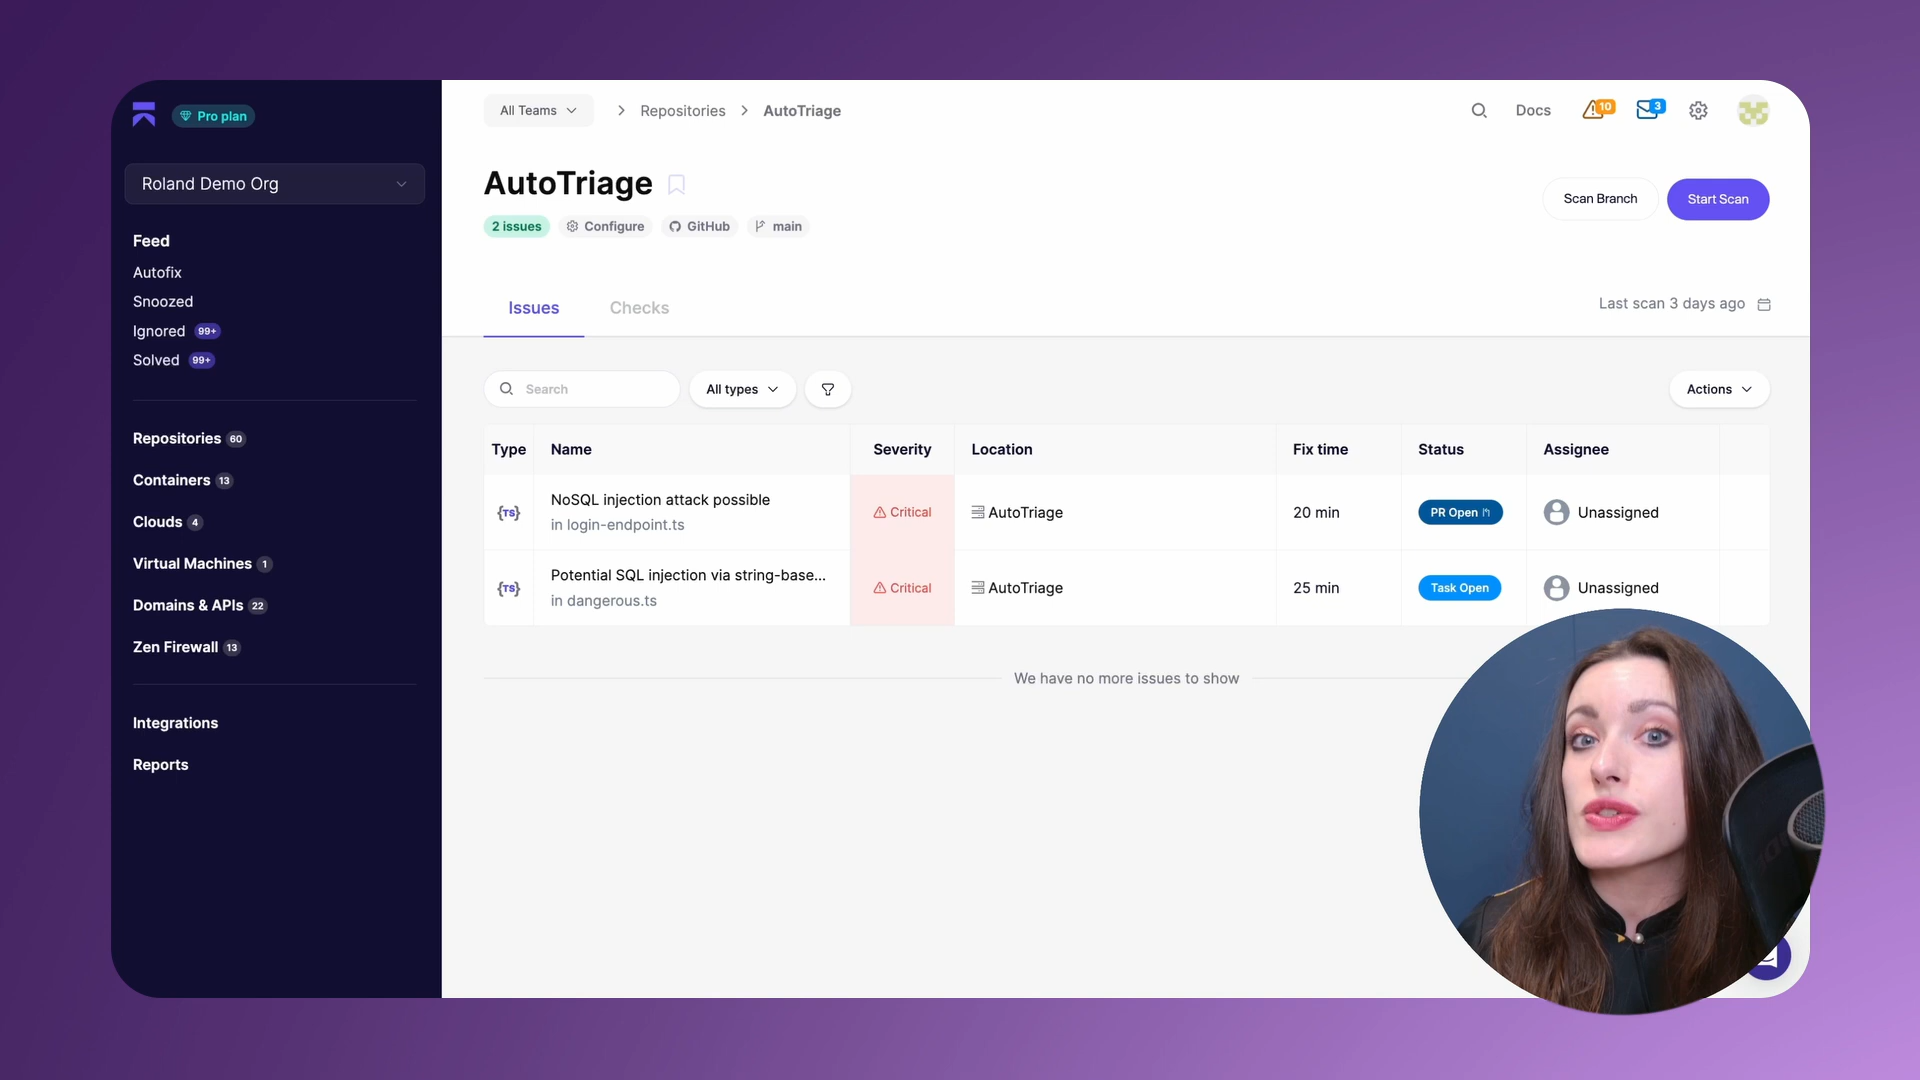 Pro plan
Roland Demo Org
Feed
Autofix
Snoozed
Ignored 99+
Solved 99+
Repositories 60
Containers 13
Clouds 4
Virtual Machines 1
Domains & APIs 22
Zen Firewall 13
Integrations
Reports
All Teams Repositories AutoTriage
Docs 10 3
AutoTriage
Scan Branch Start Scan
2 issues Configure GitHub main
Issues Checks
Last scan 3 days ago
Search All types Actions
Type Name Severity Location Fix time Status Assignee
{TS} NoSQL injection attack possible Critical AutoTriage 20 min PR Open Unassigned
in login-endpoint.ts
{TS} Potential SQL injection via string-base... Critical AutoTriage 25 min Task Open Unassigned
in dangerous.ts
We have no more issues to show